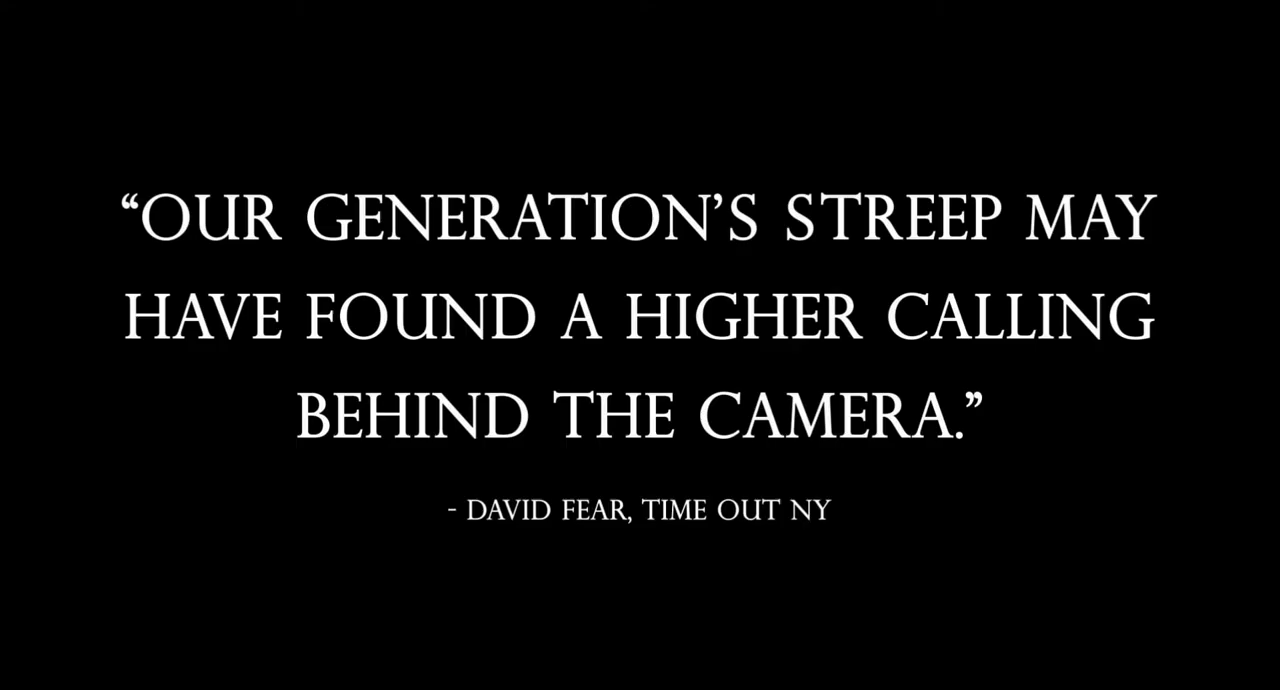 “OUR GENERATION’S STREEP MAY
HAVE FOUND A HIGHER CALLING
BEHIND THE CAMERA.”
- DAVID FEAR, TIME OUT NY